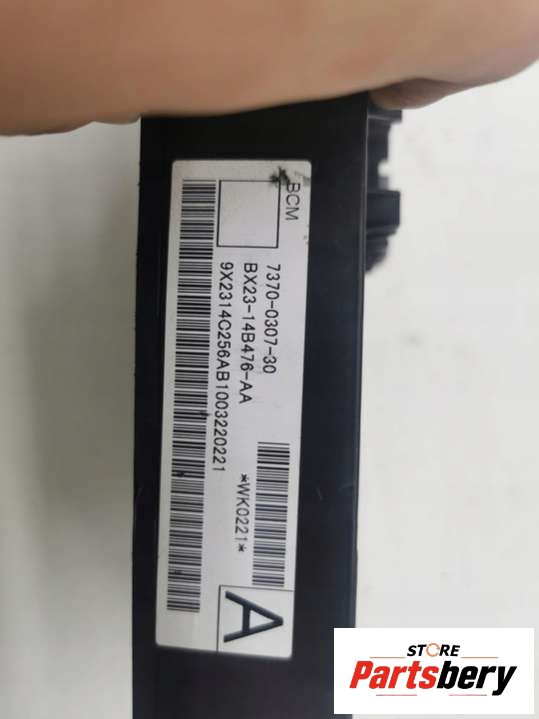 BCM
7370-0307-30
BX23-14B476-AA
9X2314C256AB1003220221
*WK0221*
A
STORE
Partsbery